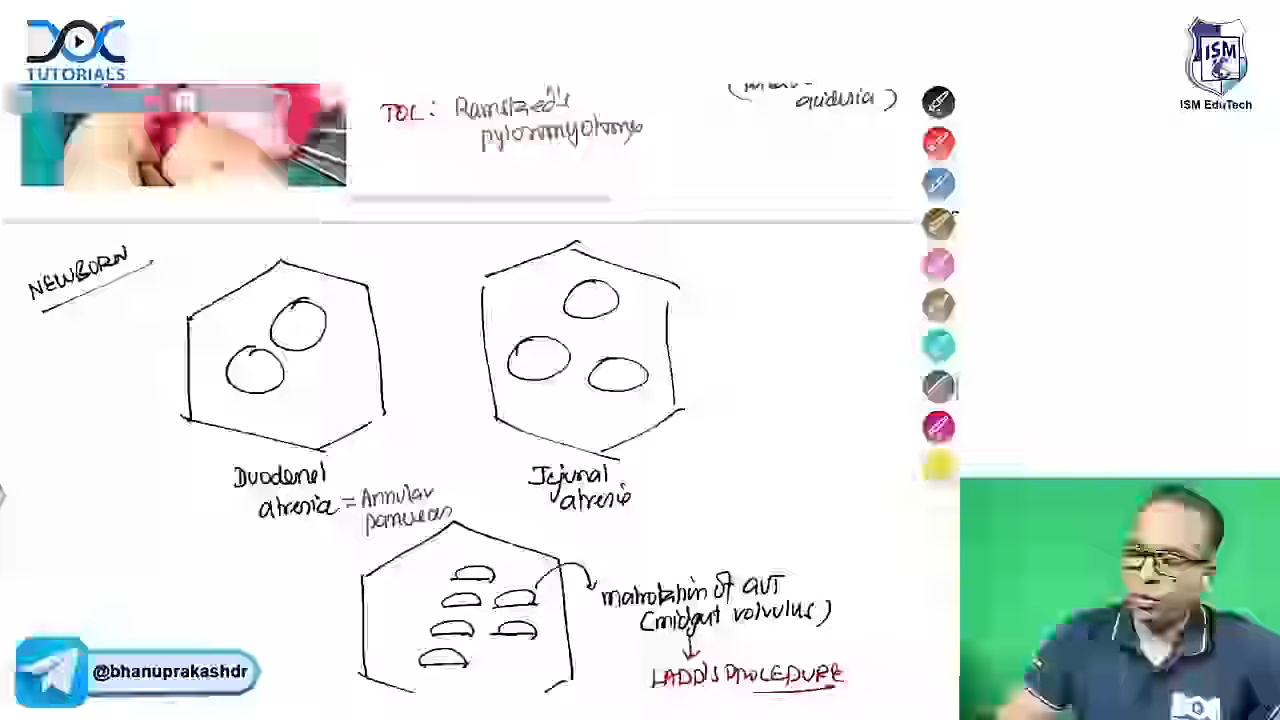 DOC
TUTORIALS
ISM
ISM EduTech
TOC: Ramstead's
pyloromyotomy
aciduria)
NEWBORN
Duodenal
atresia = Annular
pancreas
Jejunal
atresia
malrotation of GUT
(midgut volvulus)
LADD'S PROCEDURE
@bhanuprakashdr